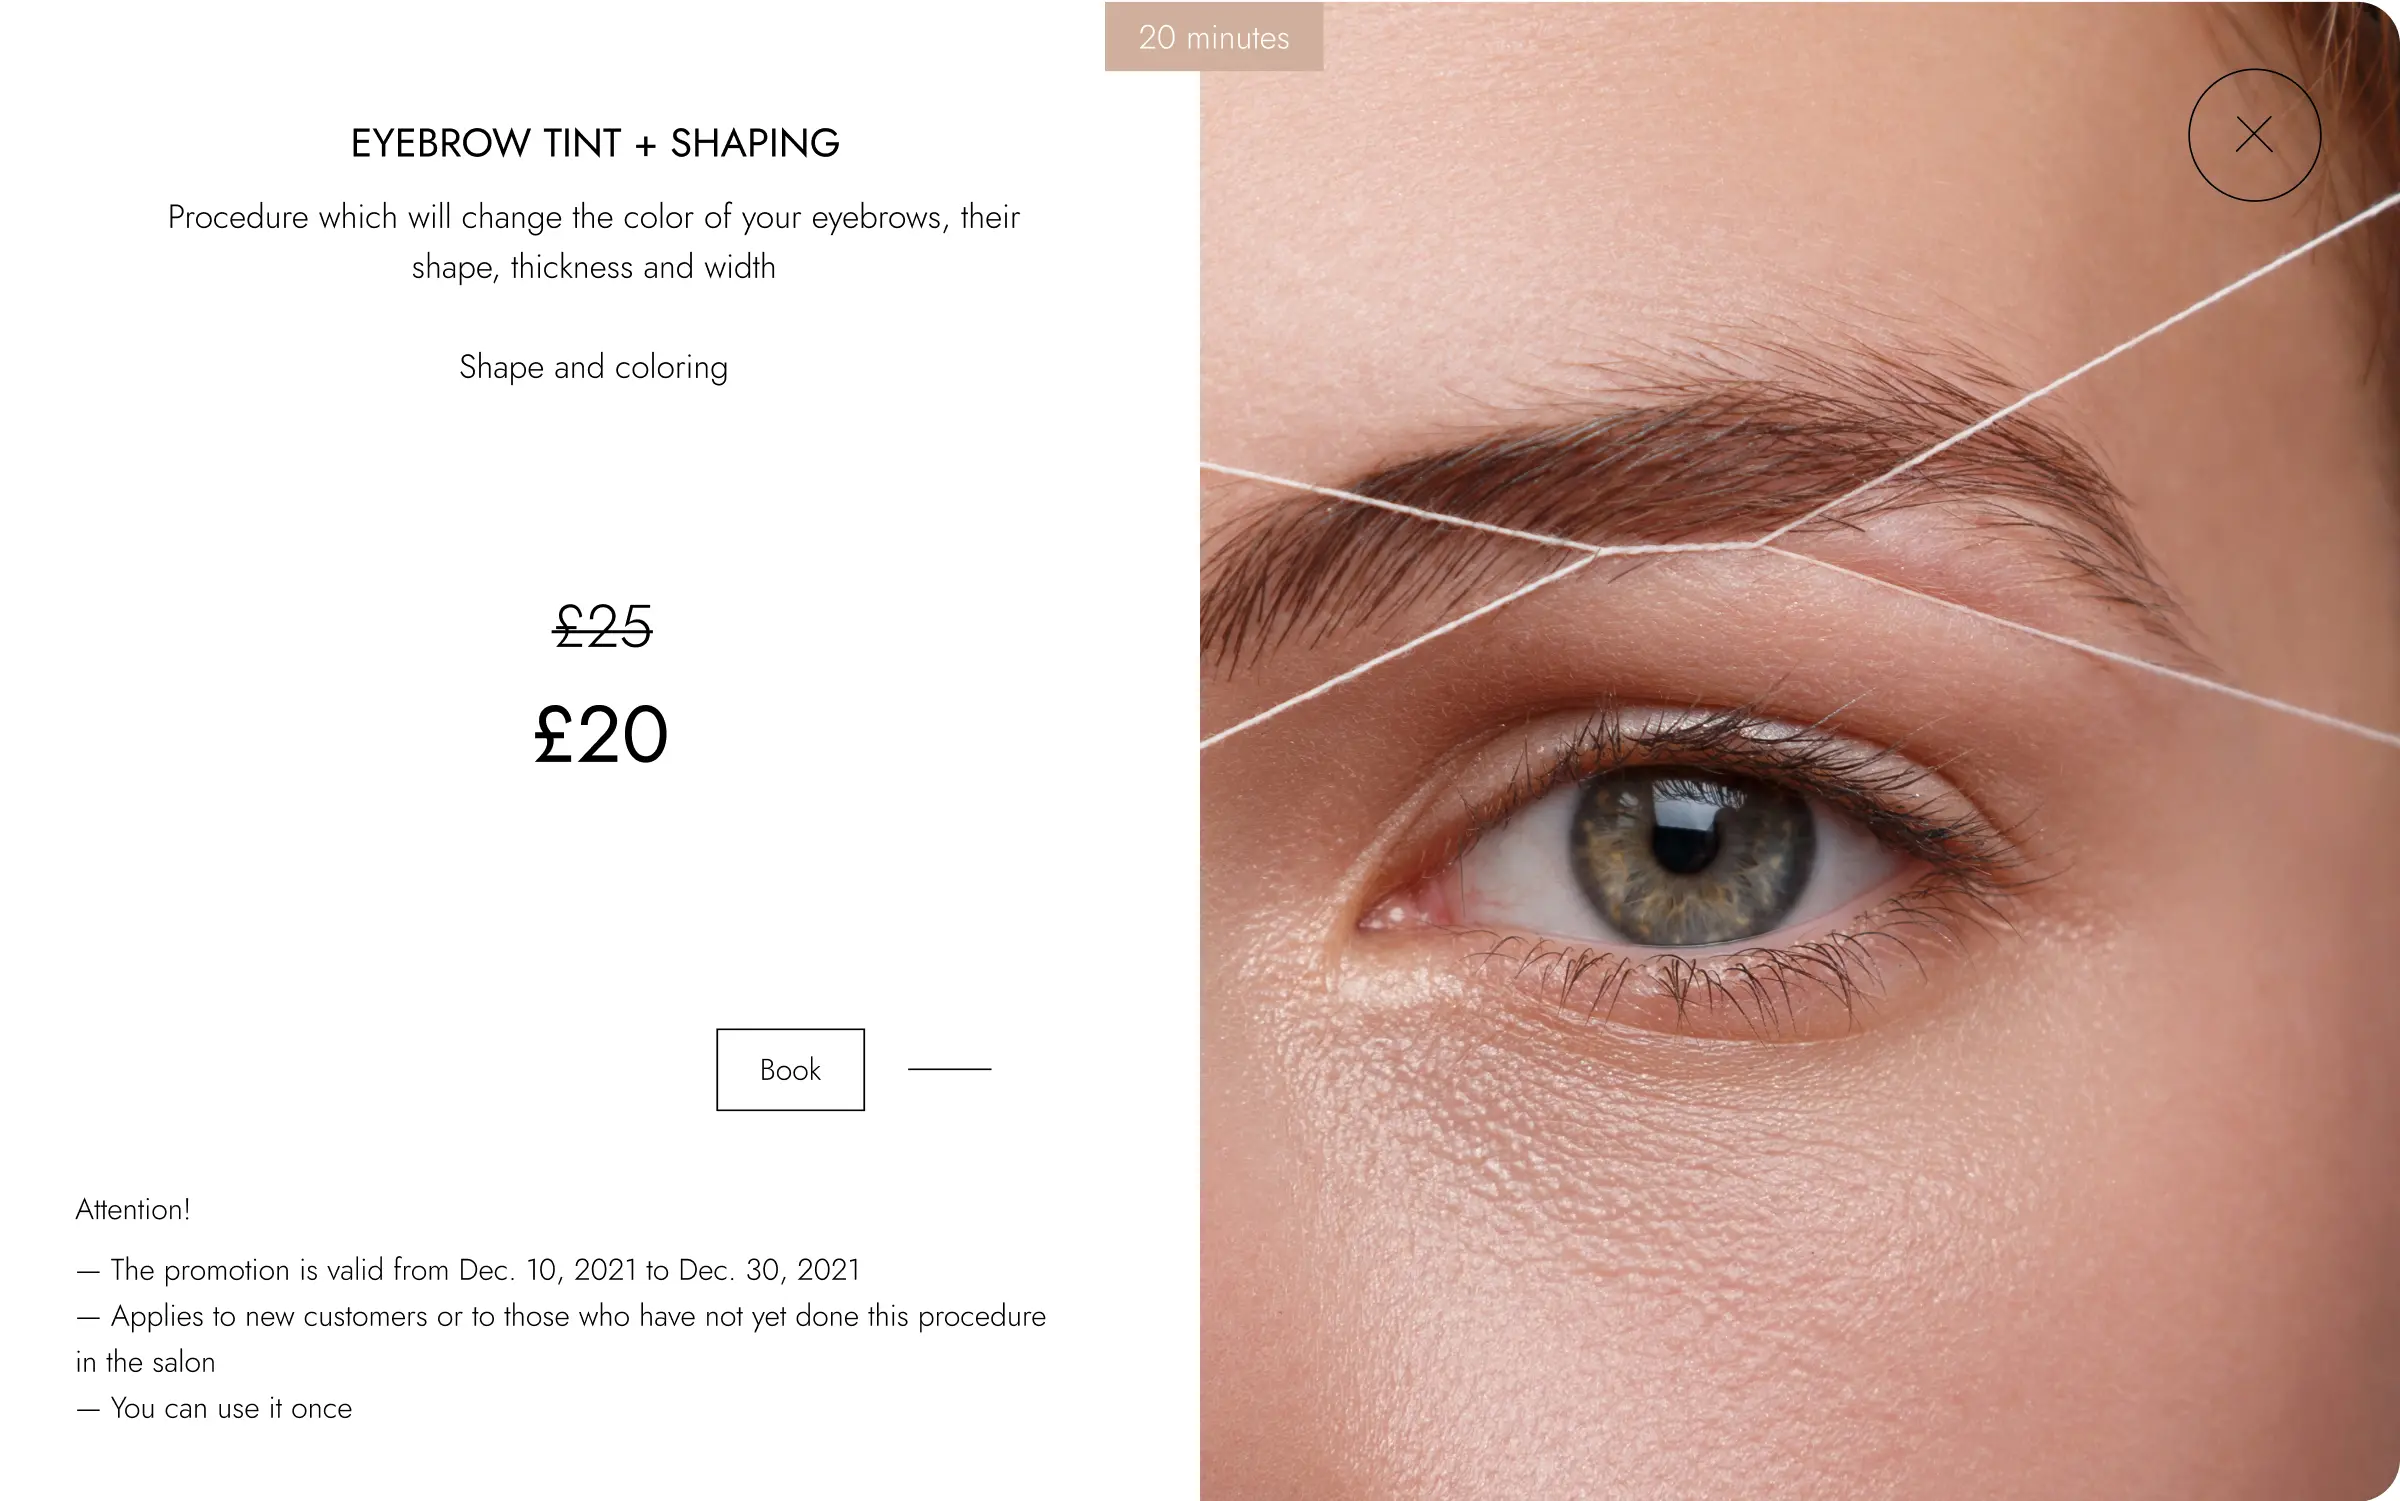 20 minutes
EYEBROW TINT + SHAPING
Procedure which will change the color of your eyebrows, their
shape, thickness and width
Shape and coloring
£25
£20
Book
Attention!
— The promotion is valid from Dec. 10, 2021 to Dec. 30, 2021
— Applies to new customers or to those who have not yet done this procedure
in the salon
— You can use it once